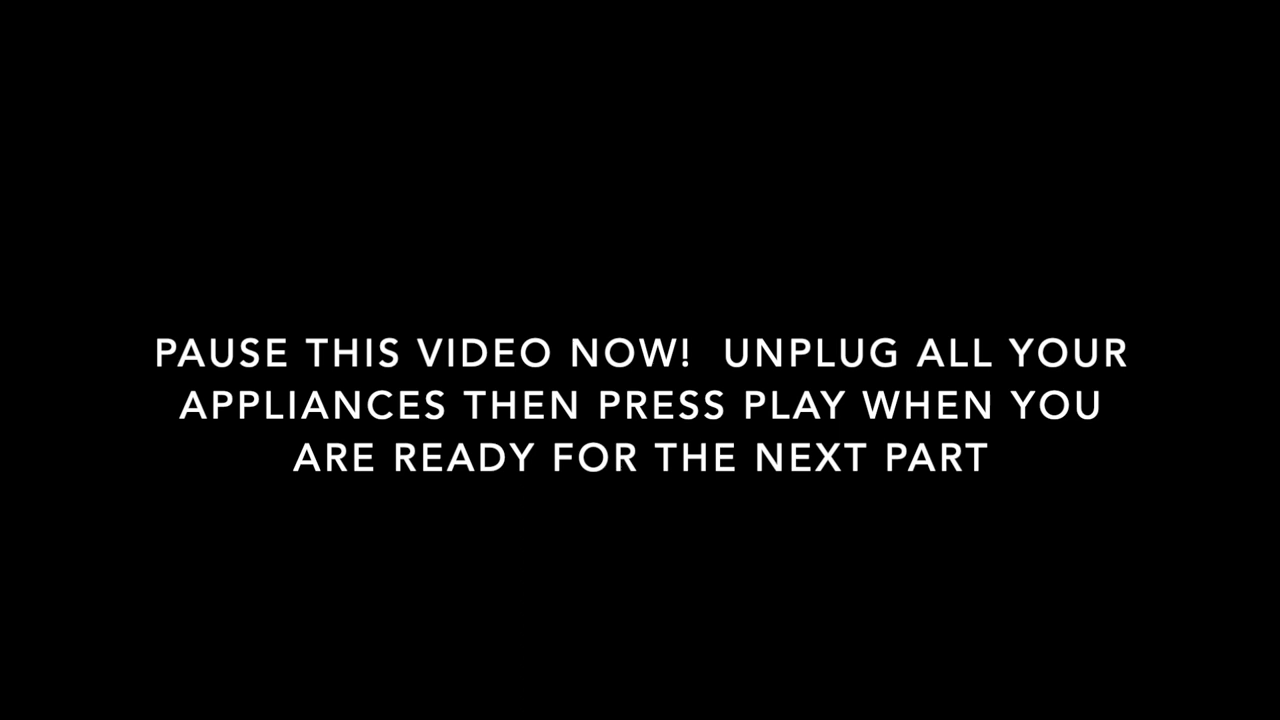 PAUSE THIS VIDEO NOW!  UNPLUG ALL YOUR
APPLIANCES THEN PRESS PLAY WHEN YOU
ARE READY FOR THE NEXT PART